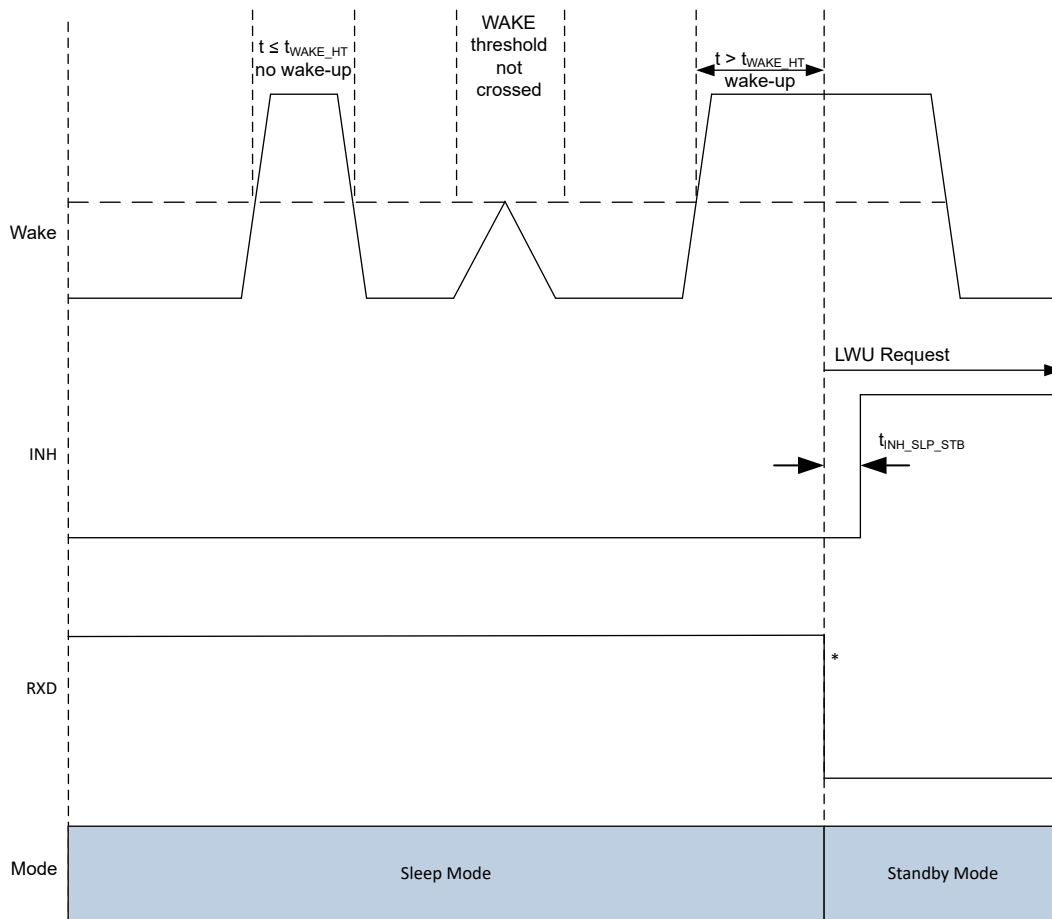 t ≤ tWAKE_HT
no wake-up
WAKE
threshold
not
crossed
t > tWAKE_HT
wake-up
Wake
LWU Request
INH
tINH_SLP_STB
*
RXD
Mode
Sleep Mode
Standby Mode